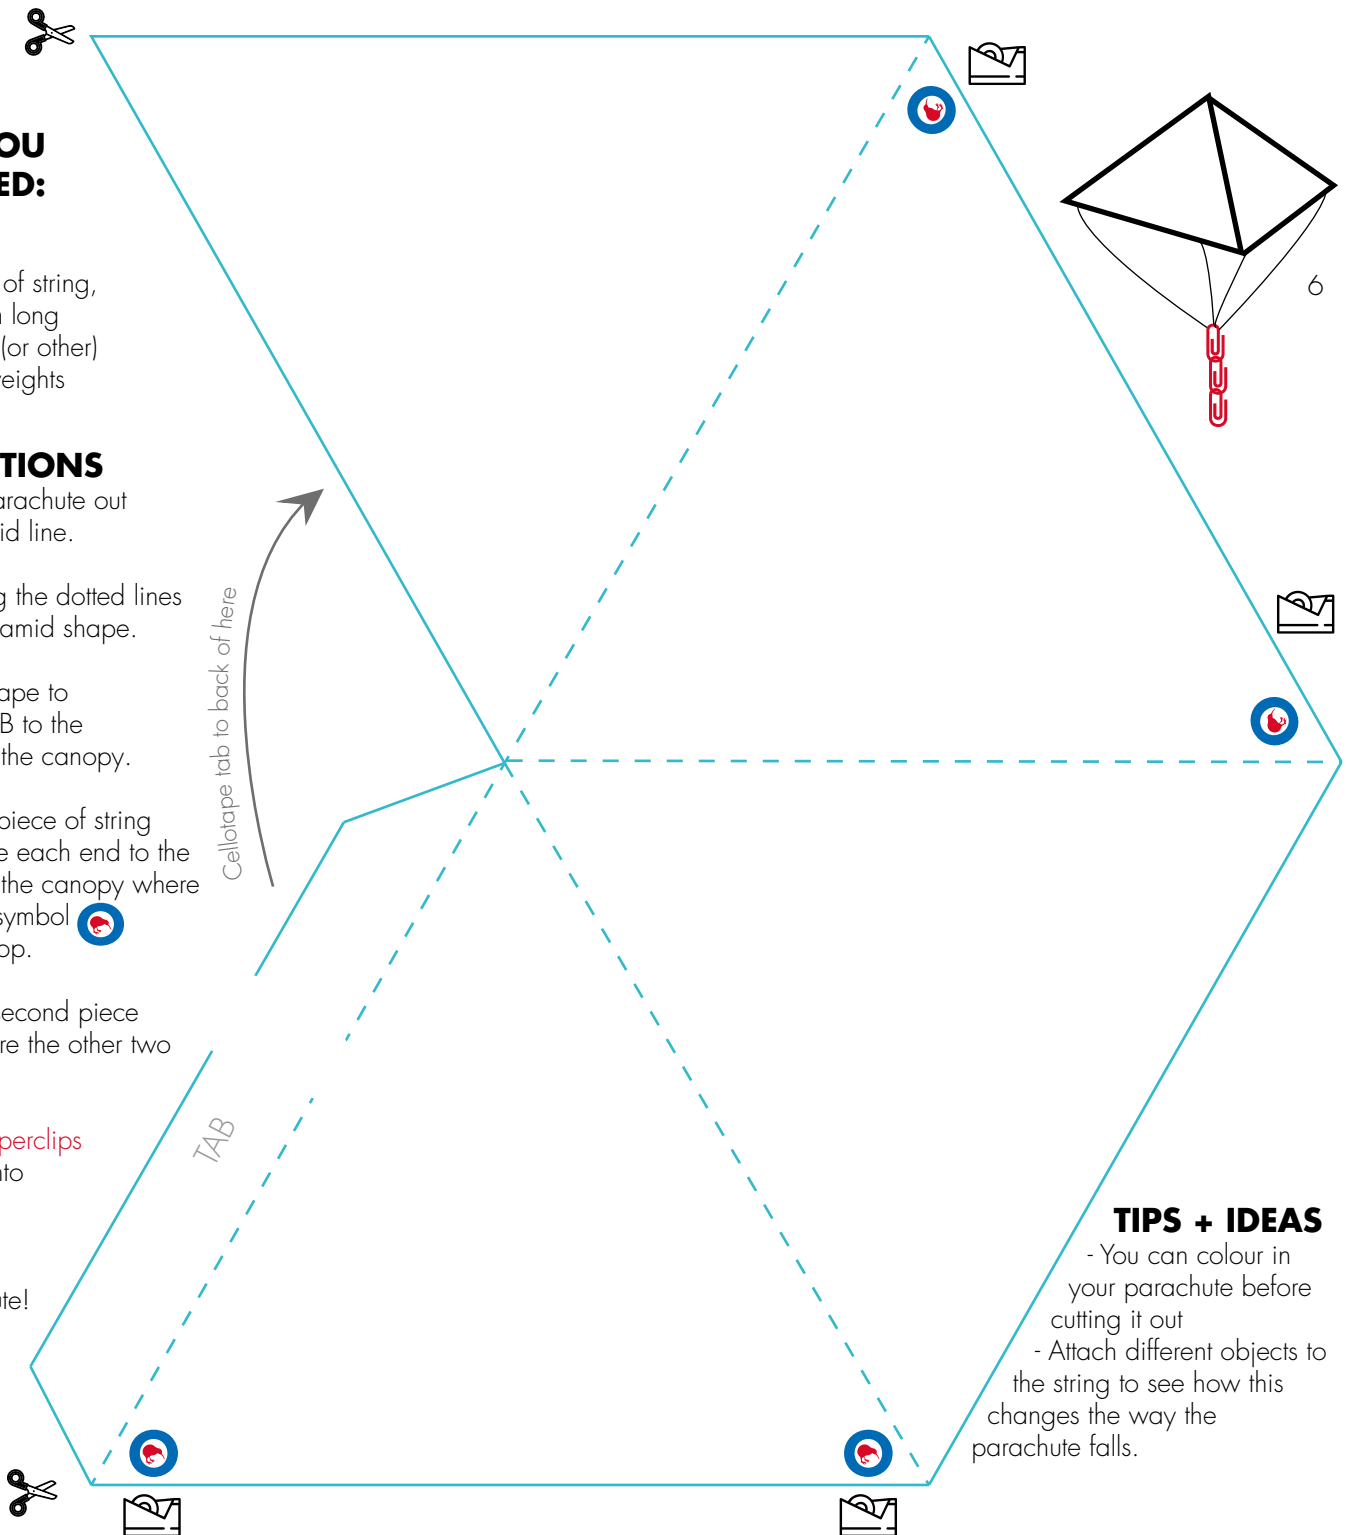 OU
ED:
of string,
long
(or other)
eights
TIONS
arachute out
id line.
g the dotted lines
amid shape.
ape to
B to the
the canopy.
piece of string
e each end to the
the canopy where
symbol
op.
second piece
re the other two
perclips
nto
te!
Cellotape tab to back of here
TAB
6
TIPS + IDEAS
- You can colour in
your parachute before
cutting it out
- Attach different objects to
the string to see how this
changes the way the
parachute falls.